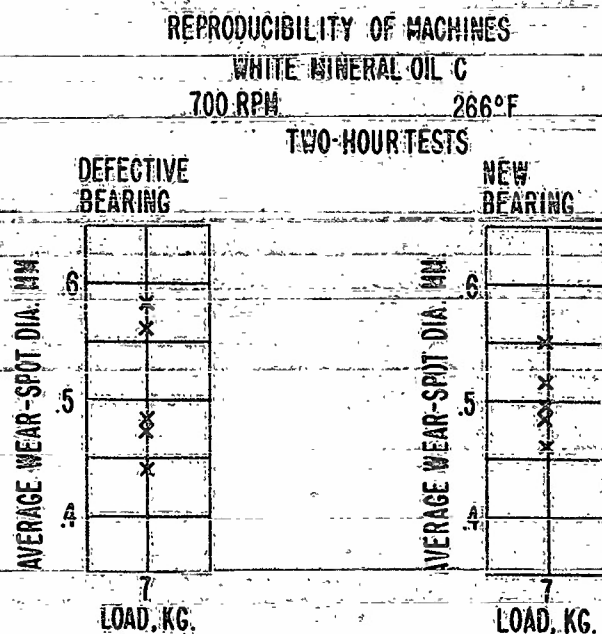 REPRODUCIBILITY OF MACHINES
WHITE MINERAL OIL C
700 RPM 266°F
TWO-HOUR TESTS
DEFECTIVE
BEARING
AVERAGE WEAR-SPOT DIA. MM.
.6
.5
.4
7
LOAD, KG.
NEW
BEARING
AVERAGE WEAR-SPOT DIA. MM.
.6
.5
.4
7
LOAD, KG.